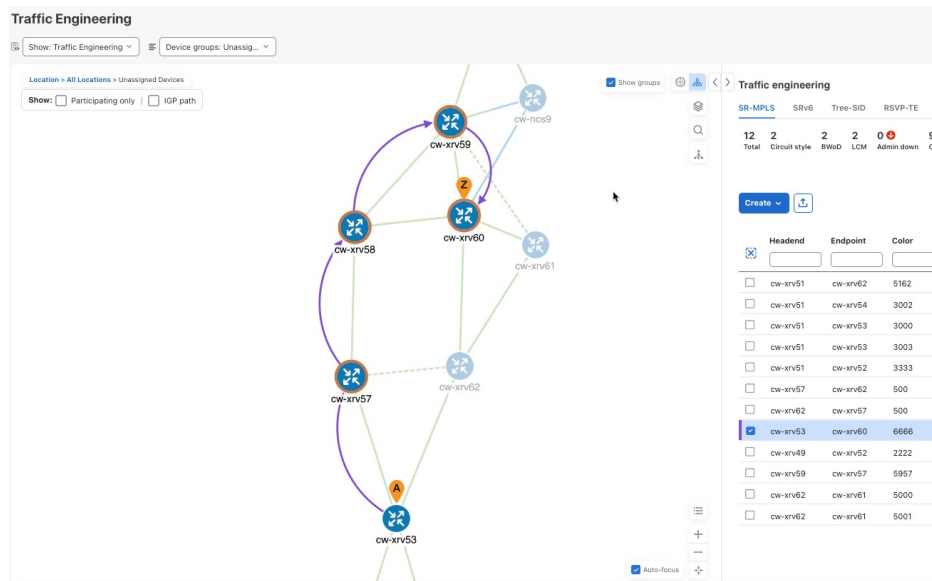 Traffic Engineering
Show: Traffic Engineering
Device groups: Unassig...
Location > All Locations > Unassigned Devices
Show: Participating only | IGP path
Show groups
cw-ncs9
cw-xrv59
Z
cw-xrv60
cw-xrv58
cw-xrv61
cw-xrv62
cw-xrv57
A
cw-xrv53
Auto-focus
Traffic engineering
SR-MPLS SRv6 Tree-SID RSVP-TE
12 2 2 2 0
Total Circuit style BWoD LCM Admin down
Create
Headend Endpoint Color
cw-xrv51 cw-xrv62 5162
cw-xrv51 cw-xrv54 3002
cw-xrv51 cw-xrv53 3000
cw-xrv51 cw-xrv53 3003
cw-xrv51 cw-xrv52 3333
cw-xrv57 cw-xrv62 500
cw-xrv62 cw-xrv57 500
cw-xrv53 cw-xrv60 6666
cw-xrv49 cw-xrv52 2222
cw-xrv59 cw-xrv57 5957
cw-xrv62 cw-xrv61 5000
cw-xrv62 cw-xrv61 5001